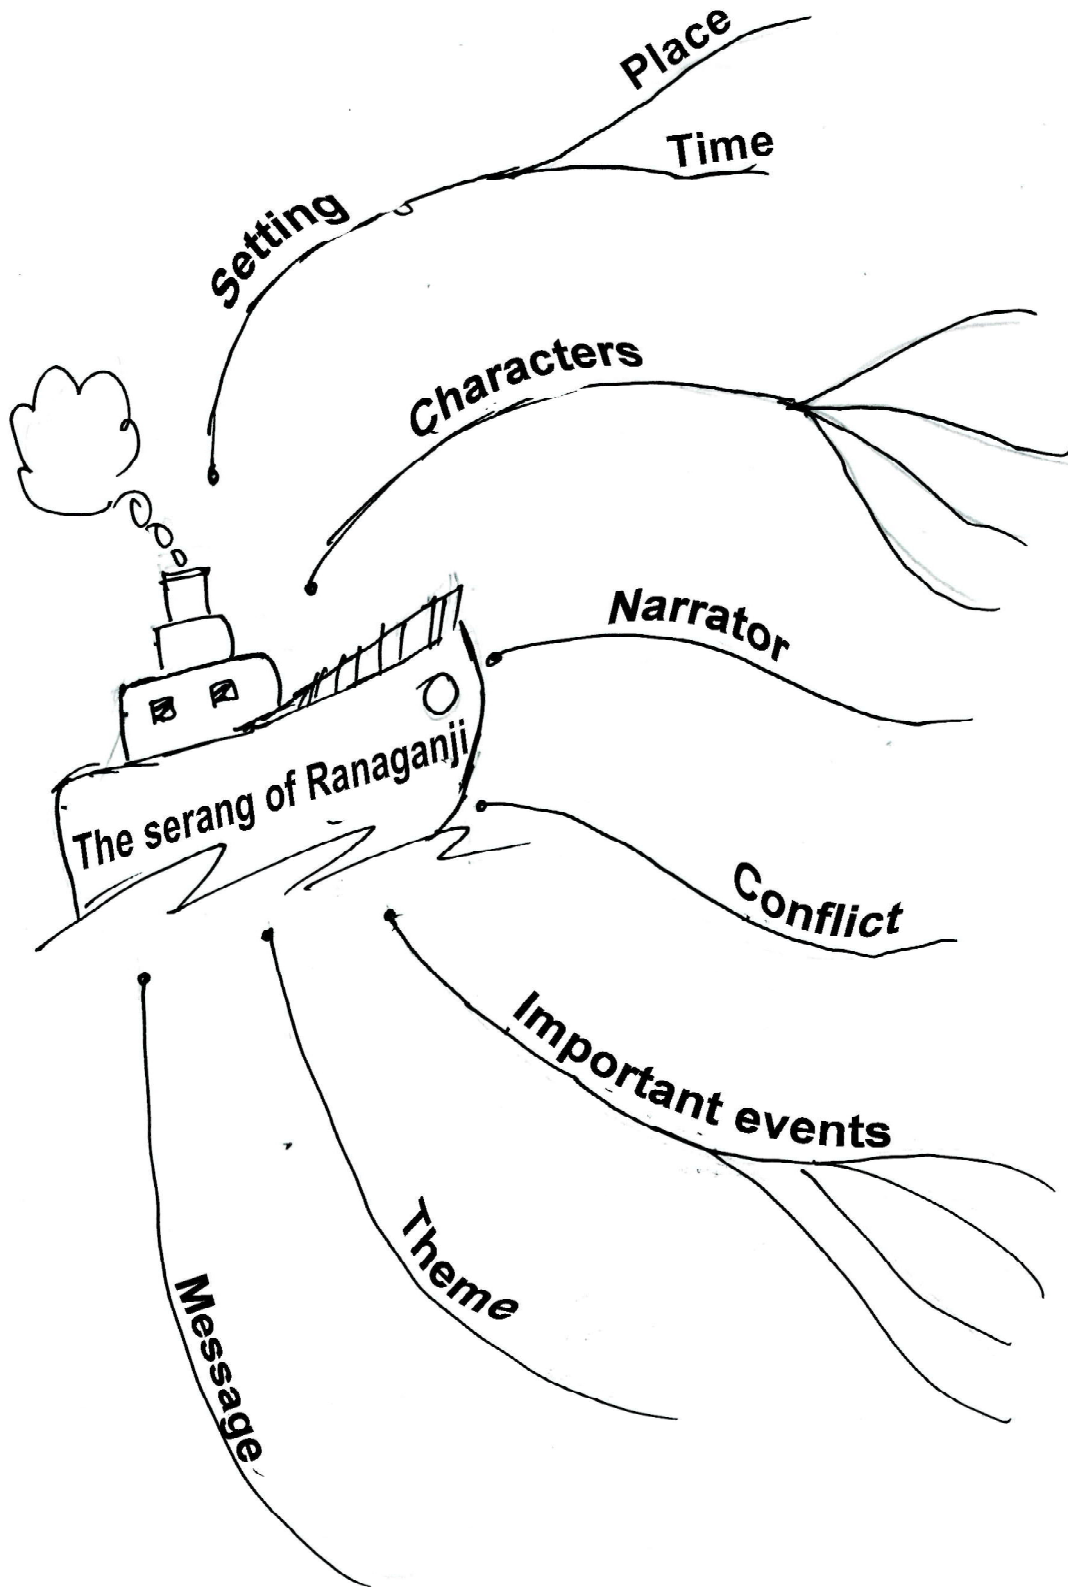 Place
Time
Setting
Characters
Narrator
The serang of Ranaganji
Conflict
Important events
Theme
Message